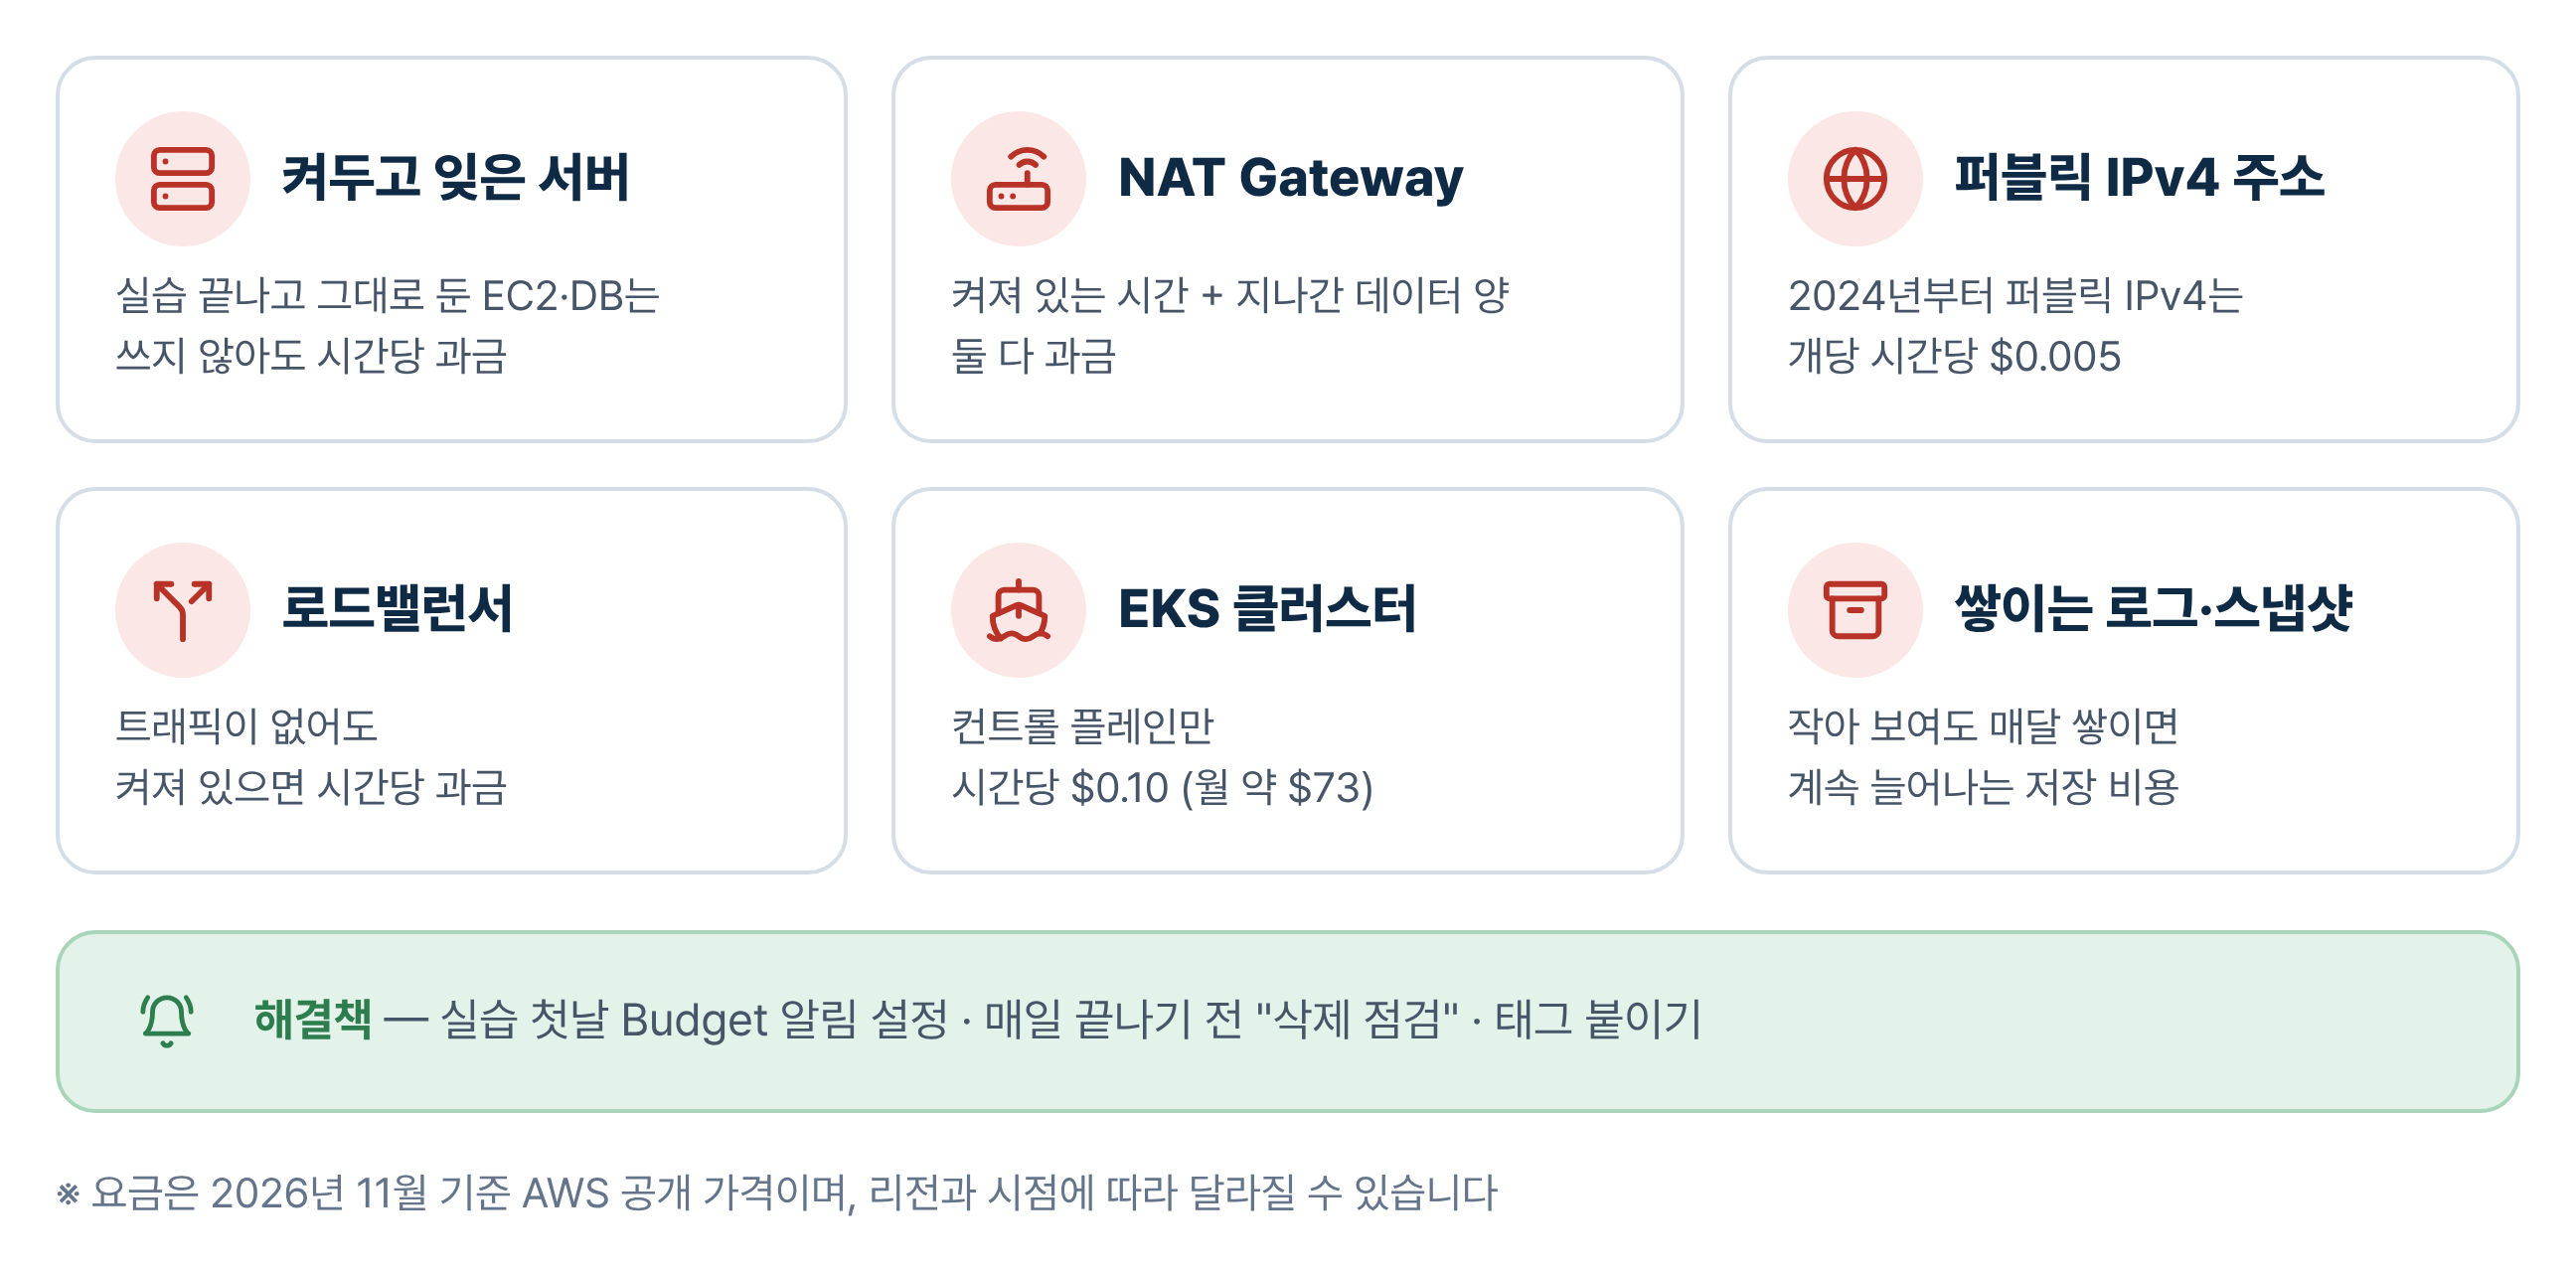 켜두고 잊은 서버
실습 끝나고 그대로 둔 EC2·DB는
쓰지 않아도 시간당 과금
NAT Gateway
켜져 있는 시간 + 지나간 데이터 양
둘 다 과금
퍼블릭 IPv4 주소
2024년부터 퍼블릭 IPv4는
개당 시간당 $0.005
로드밸런서
트래픽이 없어도
켜져 있으면 시간당 과금
EKS 클러스터
컨트롤 플레인만
시간당 $0.10 (월 약 $73)
쌓이는 로그·스냅샷
작아 보여도 매달 쌓이면
계속 늘어나는 저장 비용
해결책 — 실습 첫날 Budget 알림 설정 · 매일 끝나기 전 "삭제 점검" · 태그 붙이기
※ 요금은 2026년 11월 기준 AWS 공개 가격이며, 리전과 시점에 따라 달라질 수 있습니다